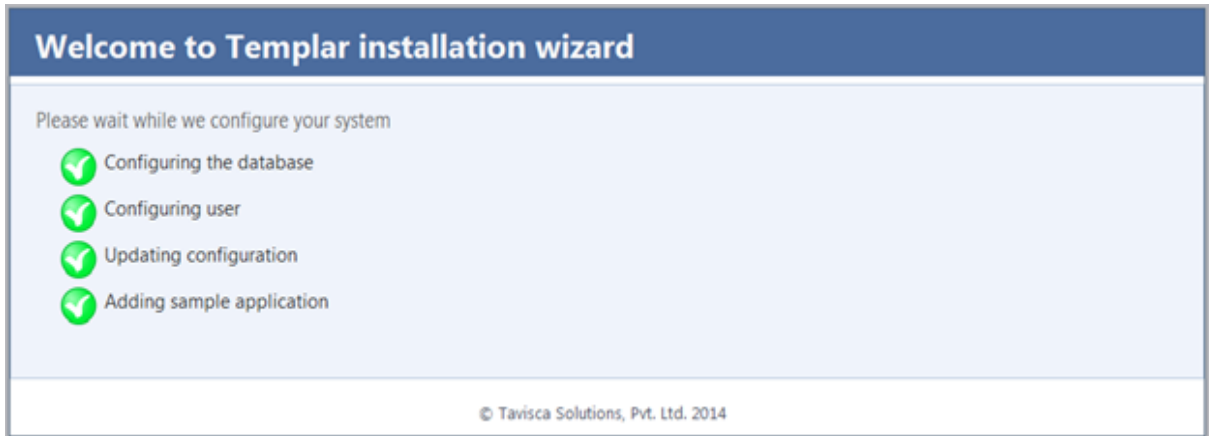 Welcome to Templar installation wizard
Please wait while we configure your system
Configuring the database
Configuring user
Updating configuration
Adding sample application
© Tavisca Solutions, Pvt. Ltd. 2014